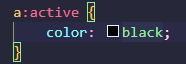 a:active {
color: black;
}